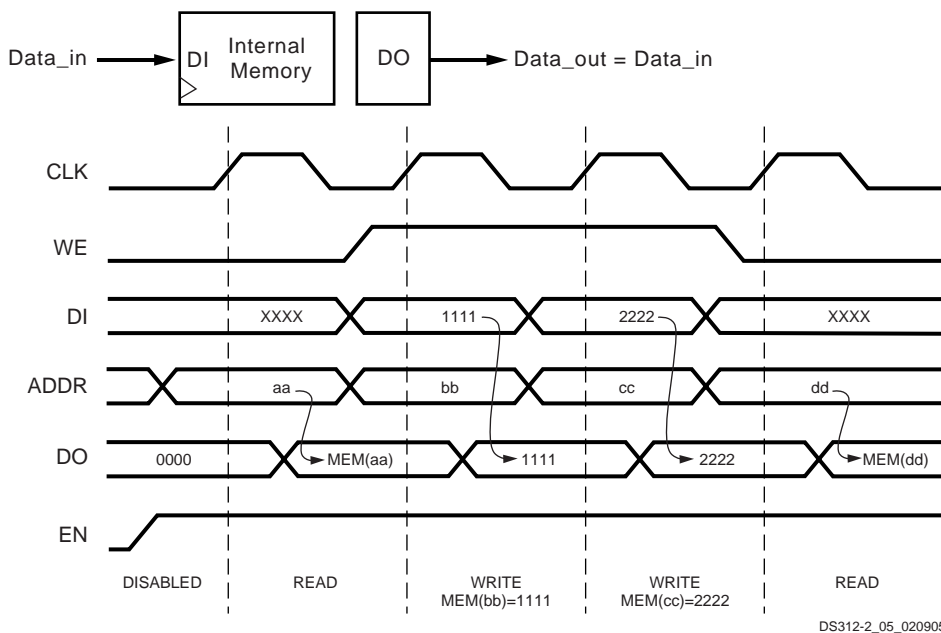 Data_in
DI
Internal
Memory
DO
Data_out = Data_in
CLK
WE
DI
XXXX
1111
2222
XXXX
ADDR
aa
bb
cc
dd
DO
0000
MEM(aa)
1111
2222
MEM(dd)
EN
DISABLED
READ
WRITE
MEM(bb)=1111
WRITE
MEM(cc)=2222
READ
DS312-2_05_020905